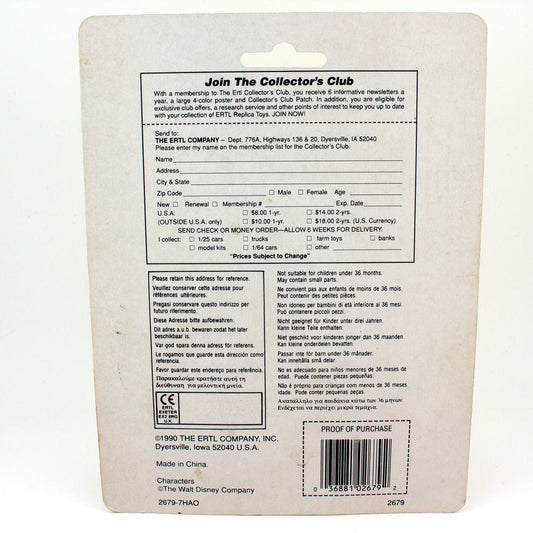 Join The Collector's Club
With a membership to The Ertl Collector's Club, you receive 6 informative newsletters a
year, a large 4-color poster and Collector's Club Patch. In addition, you are eligible for
exclusive club offers, a research service and other points of interest to keep you up to date
with your collection of ERTL Replica Toys. JOIN NOW!
Send to:
THE ERTL COMPANY – Dept. 776A, Highways 136 & 20, Dyersville, IA 52040
Please enter my name on the membership list for the Collector's Club.
Name
Address
City & State
Zip Code □ Male □ Female Age
New □ Renewal □ Membership # Exp. Date
U.S.A. □ $8.00 1-yr. □ $14.00 2-yrs.
(OUTSIDE U.S.A. only) □ $10.00 1-yr. □ $18.00 2-yrs. (U.S. Currency)
SEND CHECK OR MONEY ORDER—ALLOW 6 WEEKS FOR DELIVERY.
I collect: □ 1/25 cars □ trucks □ farm toys □ banks
□ model kits □ 1/64 cars □ other
"Prices Subject to Change"
Please retain this address for reference.
Veuillez conserver cette adresse pour
références ultérieures.
Pregasi conservare questo indirizzo per
futuro riferimento.
Diese Adresse bitte aufbewahren.
Dit adres a.u.b. bewaren zodat het later
beschikbaar is.
Var god spara denna adress för referens.
Le rogamos que guarde esta dirección como
referencia.
Favor guardar este endereço para referência.
Παρακαλούμε κρατήστε αυτή τη
διεύθυνση για μελοντική μνεία.
CE
ERTL
EXETER
EX2 8RG
U.K.
Not suitable for children under 36 months.
May contain small parts.
Ne convient pas aux enfants de moins de 36 mois.
Peut contenir des petites pièces.
Non idoneo per bambini di età inferiore ai 36 mesi.
Può contenere piccoli pezzi.
Nicht geeignet für Kinder unter drei Jahren.
Kann kleine Teile enthalten.
Niet geschikt voor kinderen jonger dan 36 maanden.
Kan kleine onderdelen bevatten.
Passar inte för barn under 36 månader.
Kan innehålla små delar.
No es adecuado para niños menores de 36 meses de
edad. Puede contener piezas pequeñas.
Não é próprio para crianças com menos de 36 meses
de idade. Pode conter peças pequenas.
Ακατάλληλο για παιδάκια κάτω των 36 μηνών.
Ενδέχεται να περιέχει μικρά τεμάχια.
©1990 THE ERTL COMPANY, INC.
Dyersville, Iowa 52040 U.S.A.
Made in China.
Characters
©The Walt Disney Company
2679-7HAO
PROOF OF PURCHASE
0 36881 02679 2
2679